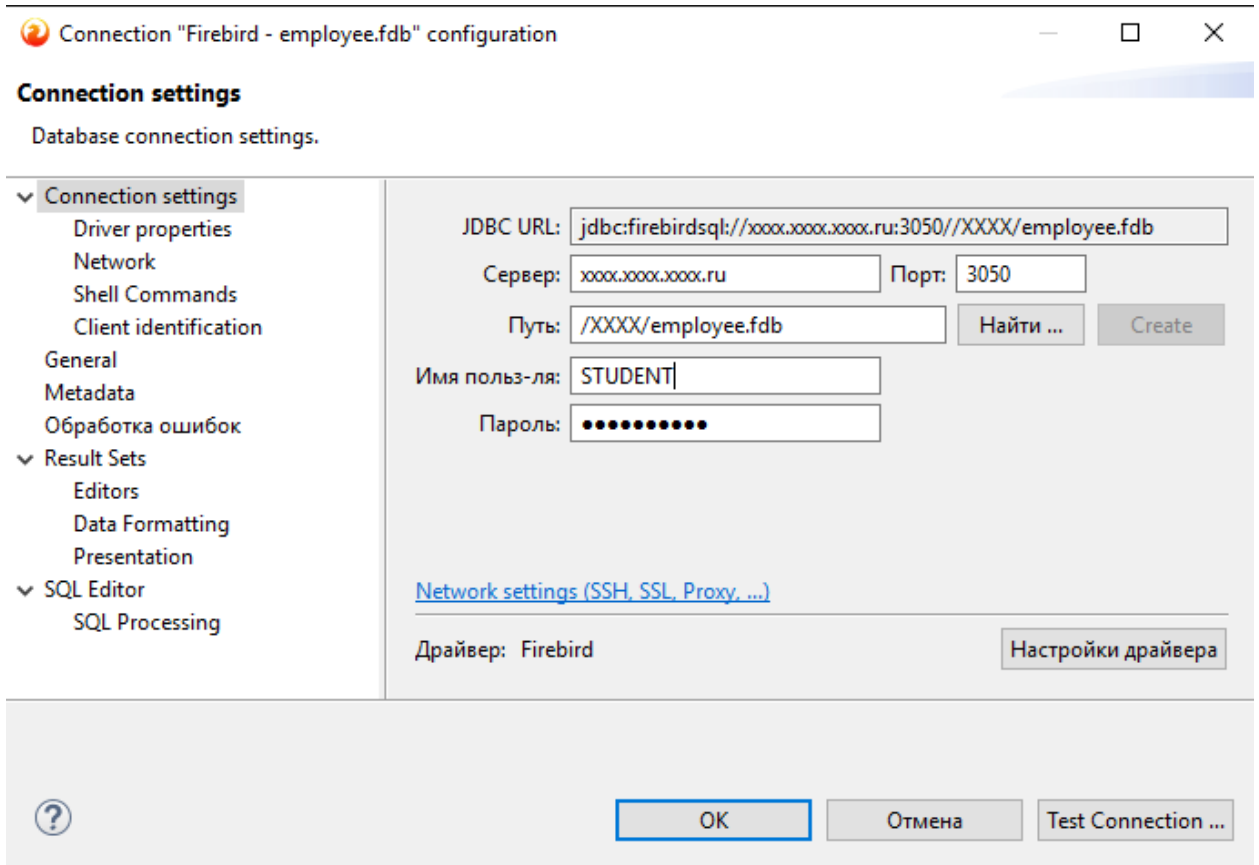 Connection "Firebird - employee.fdb" configuration
Connection settings
Database connection settings.
Connection settings
Driver properties
Network
Shell Commands
Client identification
General
Metadata
Обработка ошибок
Result Sets
Editors
Data Formatting
Presentation
SQL Editor
SQL Processing
JDBC URL: jdbc:firebirdsql://xxxx.xxxx.xxxx.ru:3050//XXXX/employee.fdb
Сервер: xxxx.xxxx.xxxx.ru Порт: 3050
Путь: /XXXX/employee.fdb Найти ... Create
Имя польз-ля: STUDENT
Пароль: ●●●●●●●●●●
Network settings (SSH, SSL, Proxy, ...)
Драйвер: Firebird Настройки драйвера
? OK Отмена Test Connection ...